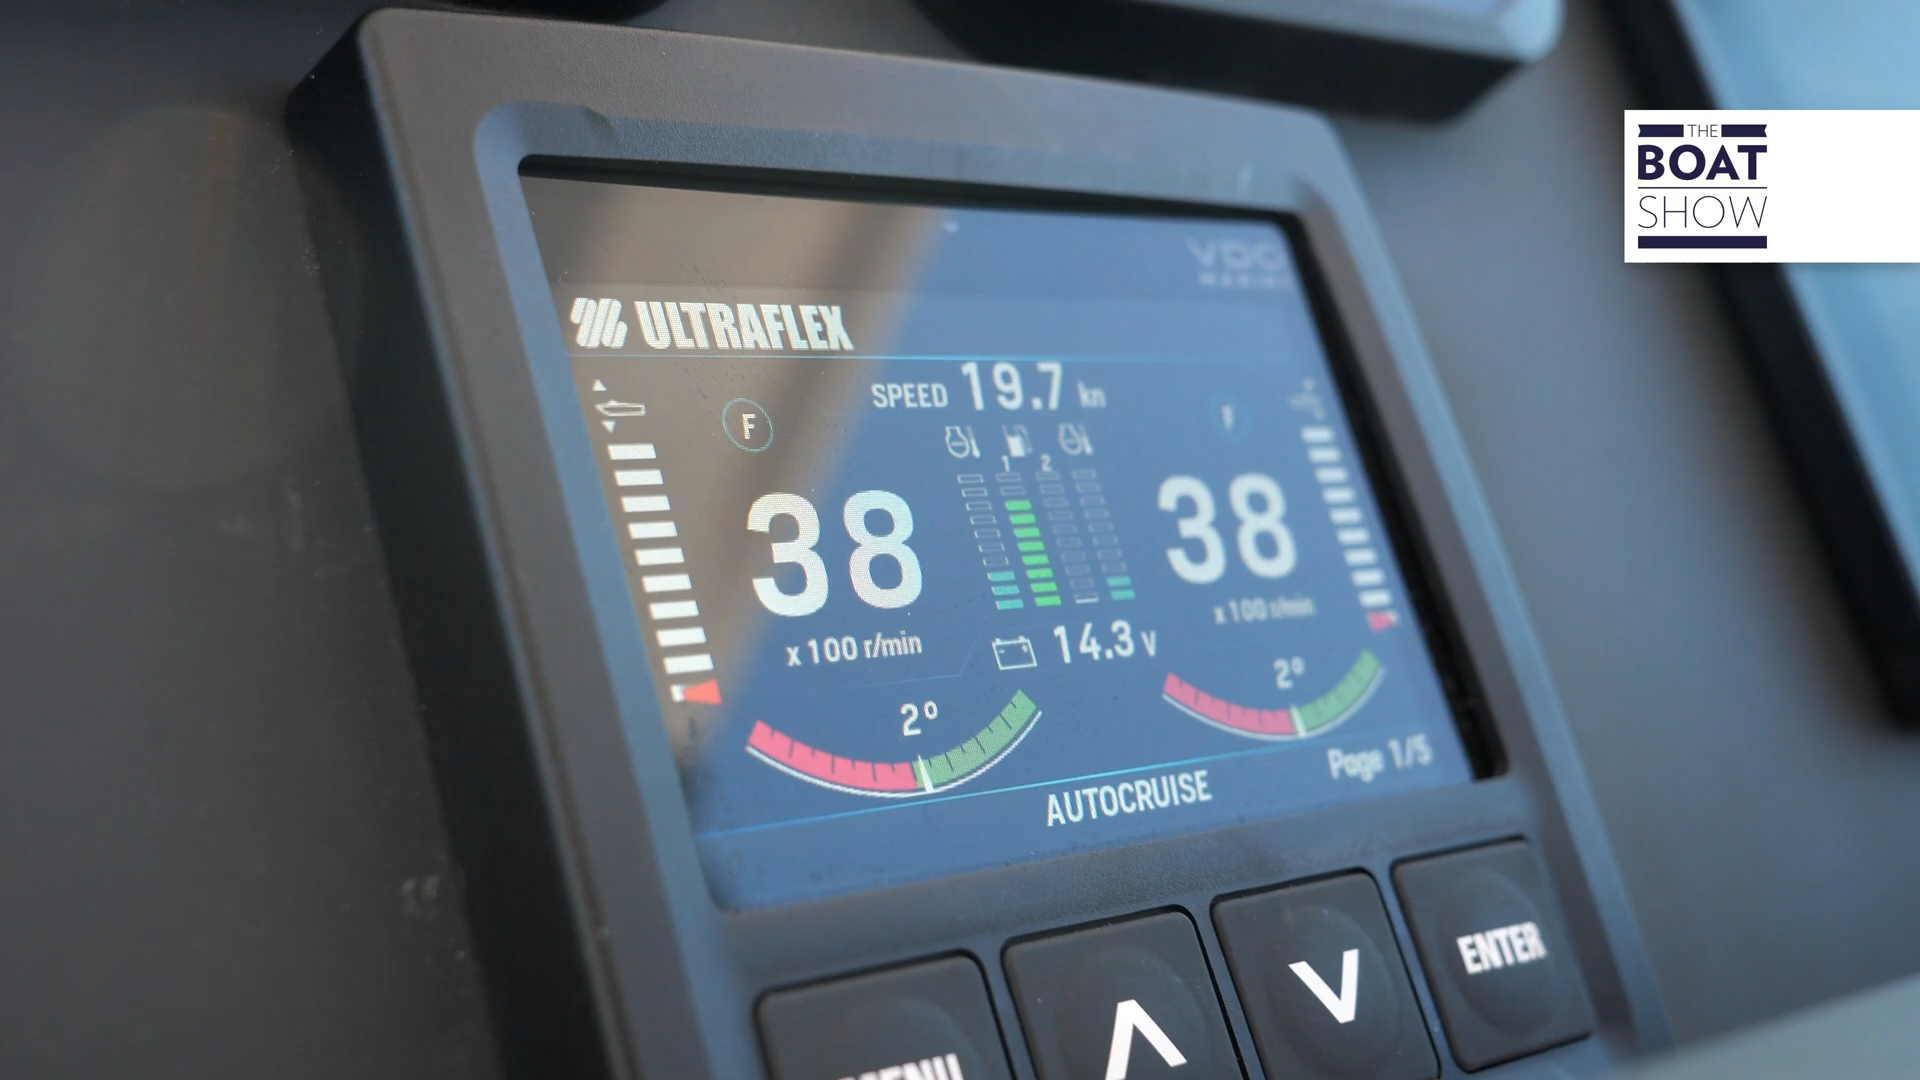 THE
BOAT
SHOW
VDO
ULTRAFLEX
SPEED 19.7 kn
F
F
1 2
38
38
x 100 r/min
x 100 r/min
14.3 V
2°
2°
Page 1/5
AUTOCRUISE
ENTER
MENU